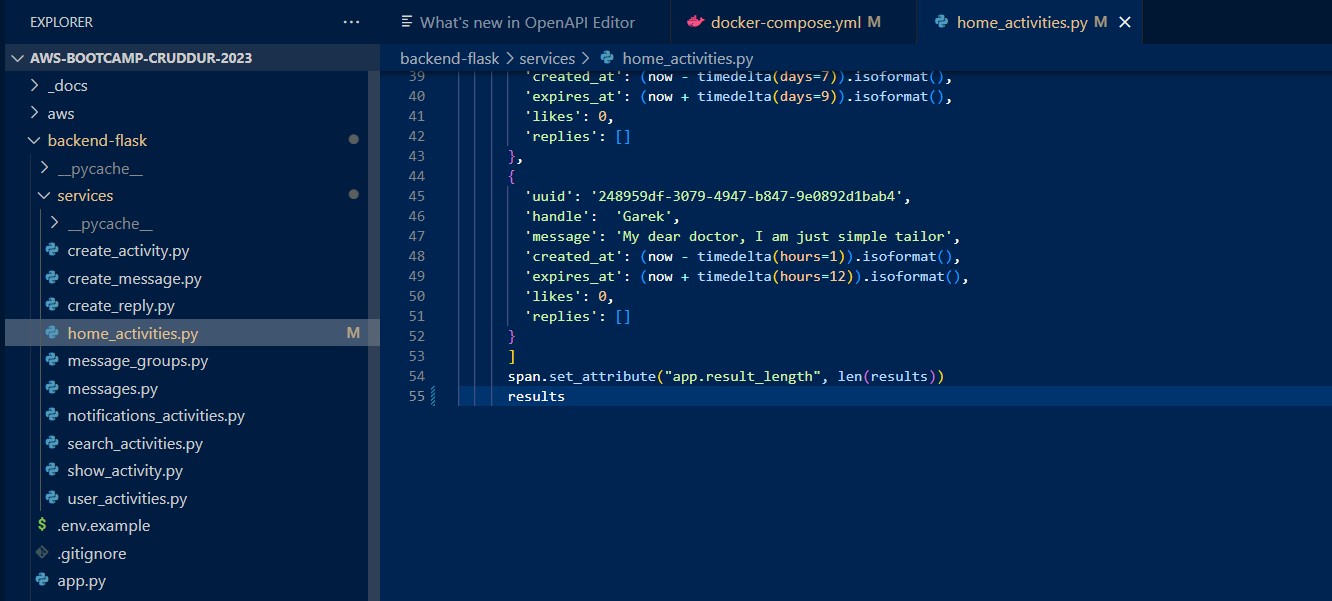 EXPLORER
···
What's new in OpenAPI Editor
docker-compose.yml M
home_activities.py M
AWS-BOOTCAMP-CRUDDUR-2023
_docs
aws
backend-flask
__pycache__
services
__pycache__
create_activity.py
create_message.py
create_reply.py
home_activities.py M
message_groups.py
messages.py
notifications_activities.py
search_activities.py
show_activity.py
user_activities.py
$ .env.example
.gitignore
app.py
backend-flask > services > home_activities.py
39 'created_at': (now - timedelta(days=7)).isoformat(),
40 'expires_at': (now + timedelta(days=9)).isoformat(),
41 'likes': 0,
42 'replies': []
43 },
44 {
45 'uuid': '248959df-3079-4947-b847-9e0892d1bab4',
46 'handle':  'Garek',
47 'message': 'My dear doctor, I am just simple tailor',
48 'created_at': (now - timedelta(hours=1)).isoformat(),
49 'expires_at': (now + timedelta(hours=12)).isoformat(),
50 'likes': 0,
51 'replies': []
52 }
53 ]
54 span.set_attribute("app.result_length", len(results))
55 results